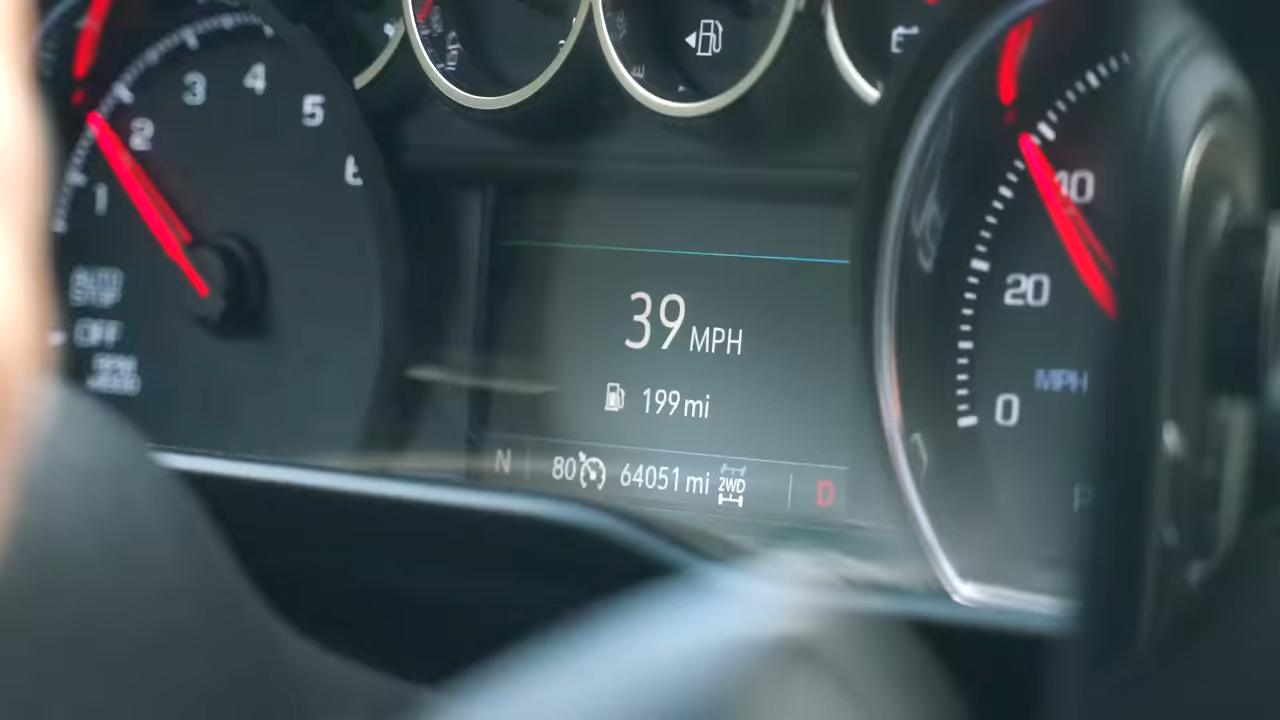 3 4
2 5
1
AUTO
STOP
OFF
40
20
MPH
0
39 MPH
199 mi
N 80 64051 mi 2WD D
P